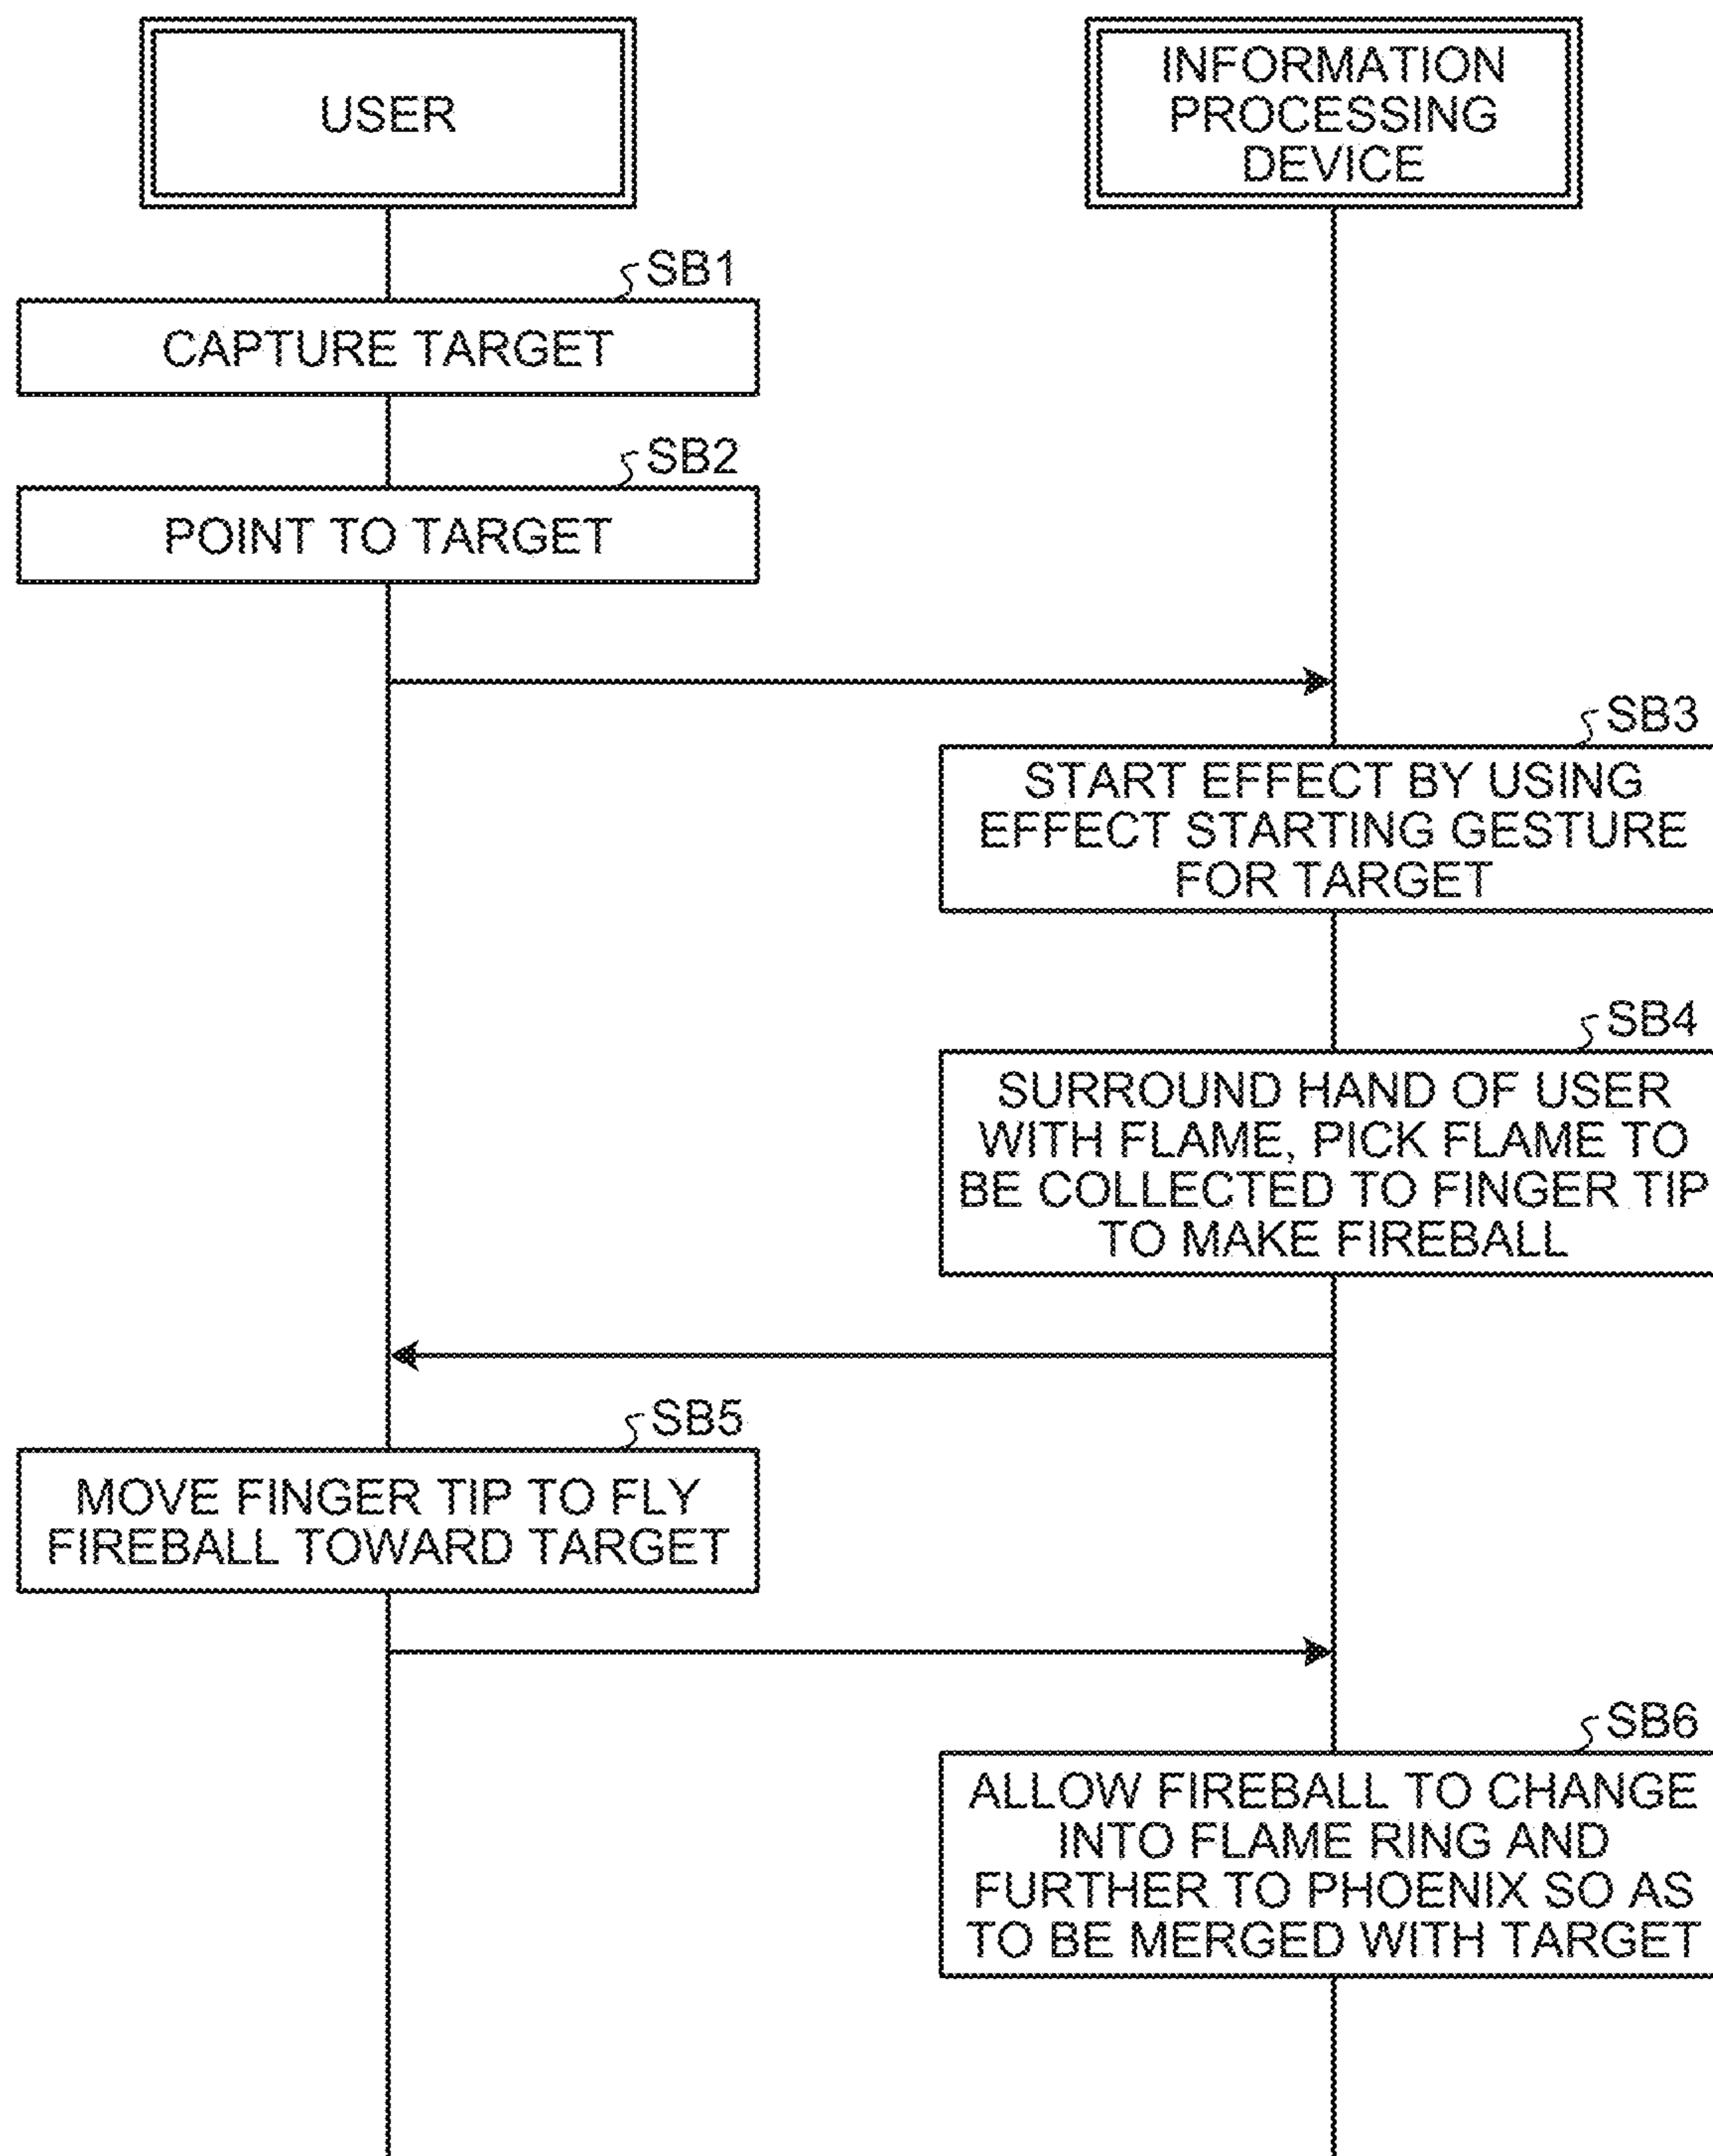 USER
INFORMATION
PROCESSING
DEVICE
SB1
CAPTURE TARGET
SB2
POINT TO TARGET
SB3
START EFFECT BY USING
EFFECT STARTING GESTURE
FOR TARGET
SB4
SURROUND HAND OF USER
WITH FLAME, PICK FLAME TO
BE COLLECTED TO FINGER TIP
TO MAKE FIREBALL
SB5
MOVE FINGER TIP TO FLY
FIREBALL TOWARD TARGET
SB6
ALLOW FIREBALL TO CHANGE
INTO FLAME RING AND
FURTHER TO PHOENIX SO AS
TO BE MERGED WITH TARGET